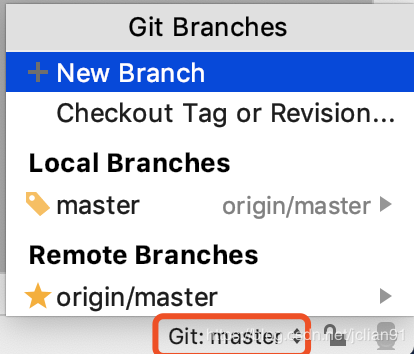 Git Branches
New Branch
Checkout Tag or Revision...
Local Branches
master origin/master
Remote Branches
origin/master
Git: master
https://blog.csdn.net/jclian91